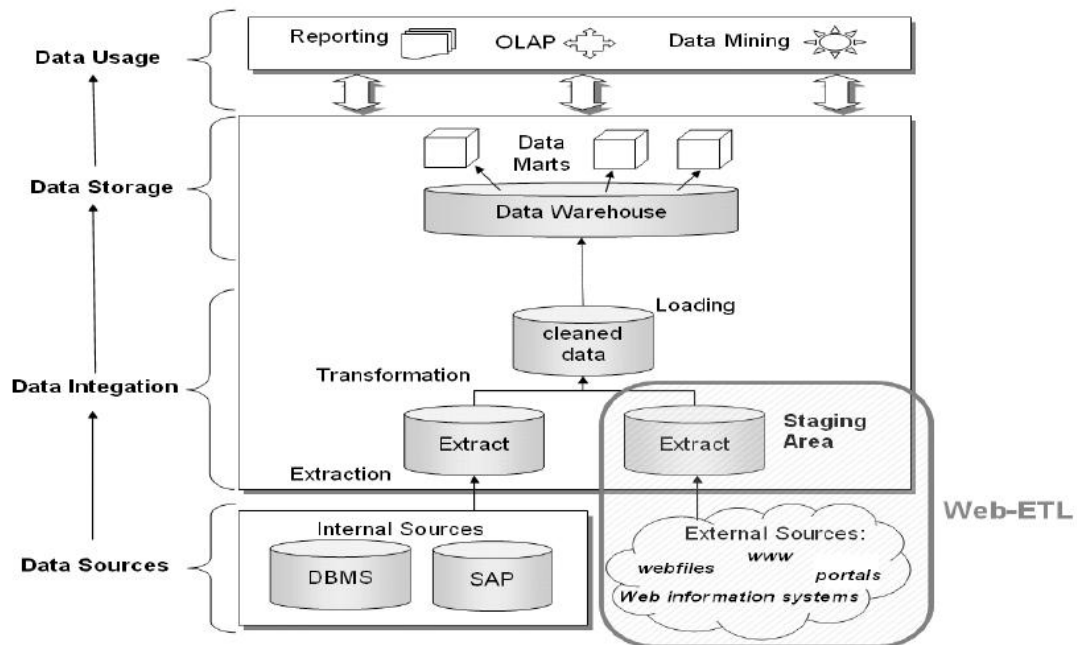 Reporting
OLAP
Data Mining
Data Usage
Data
Marts
Data Storage
Data Warehouse
Loading
cleaned
data
Transformation
Data Integation
Staging
Area
Extract
Extract
Extraction
Web-ETL
Internal Sources
External Sources:
www
webfiles
portals
Data Sources
DBMS
SAP
Web information systems